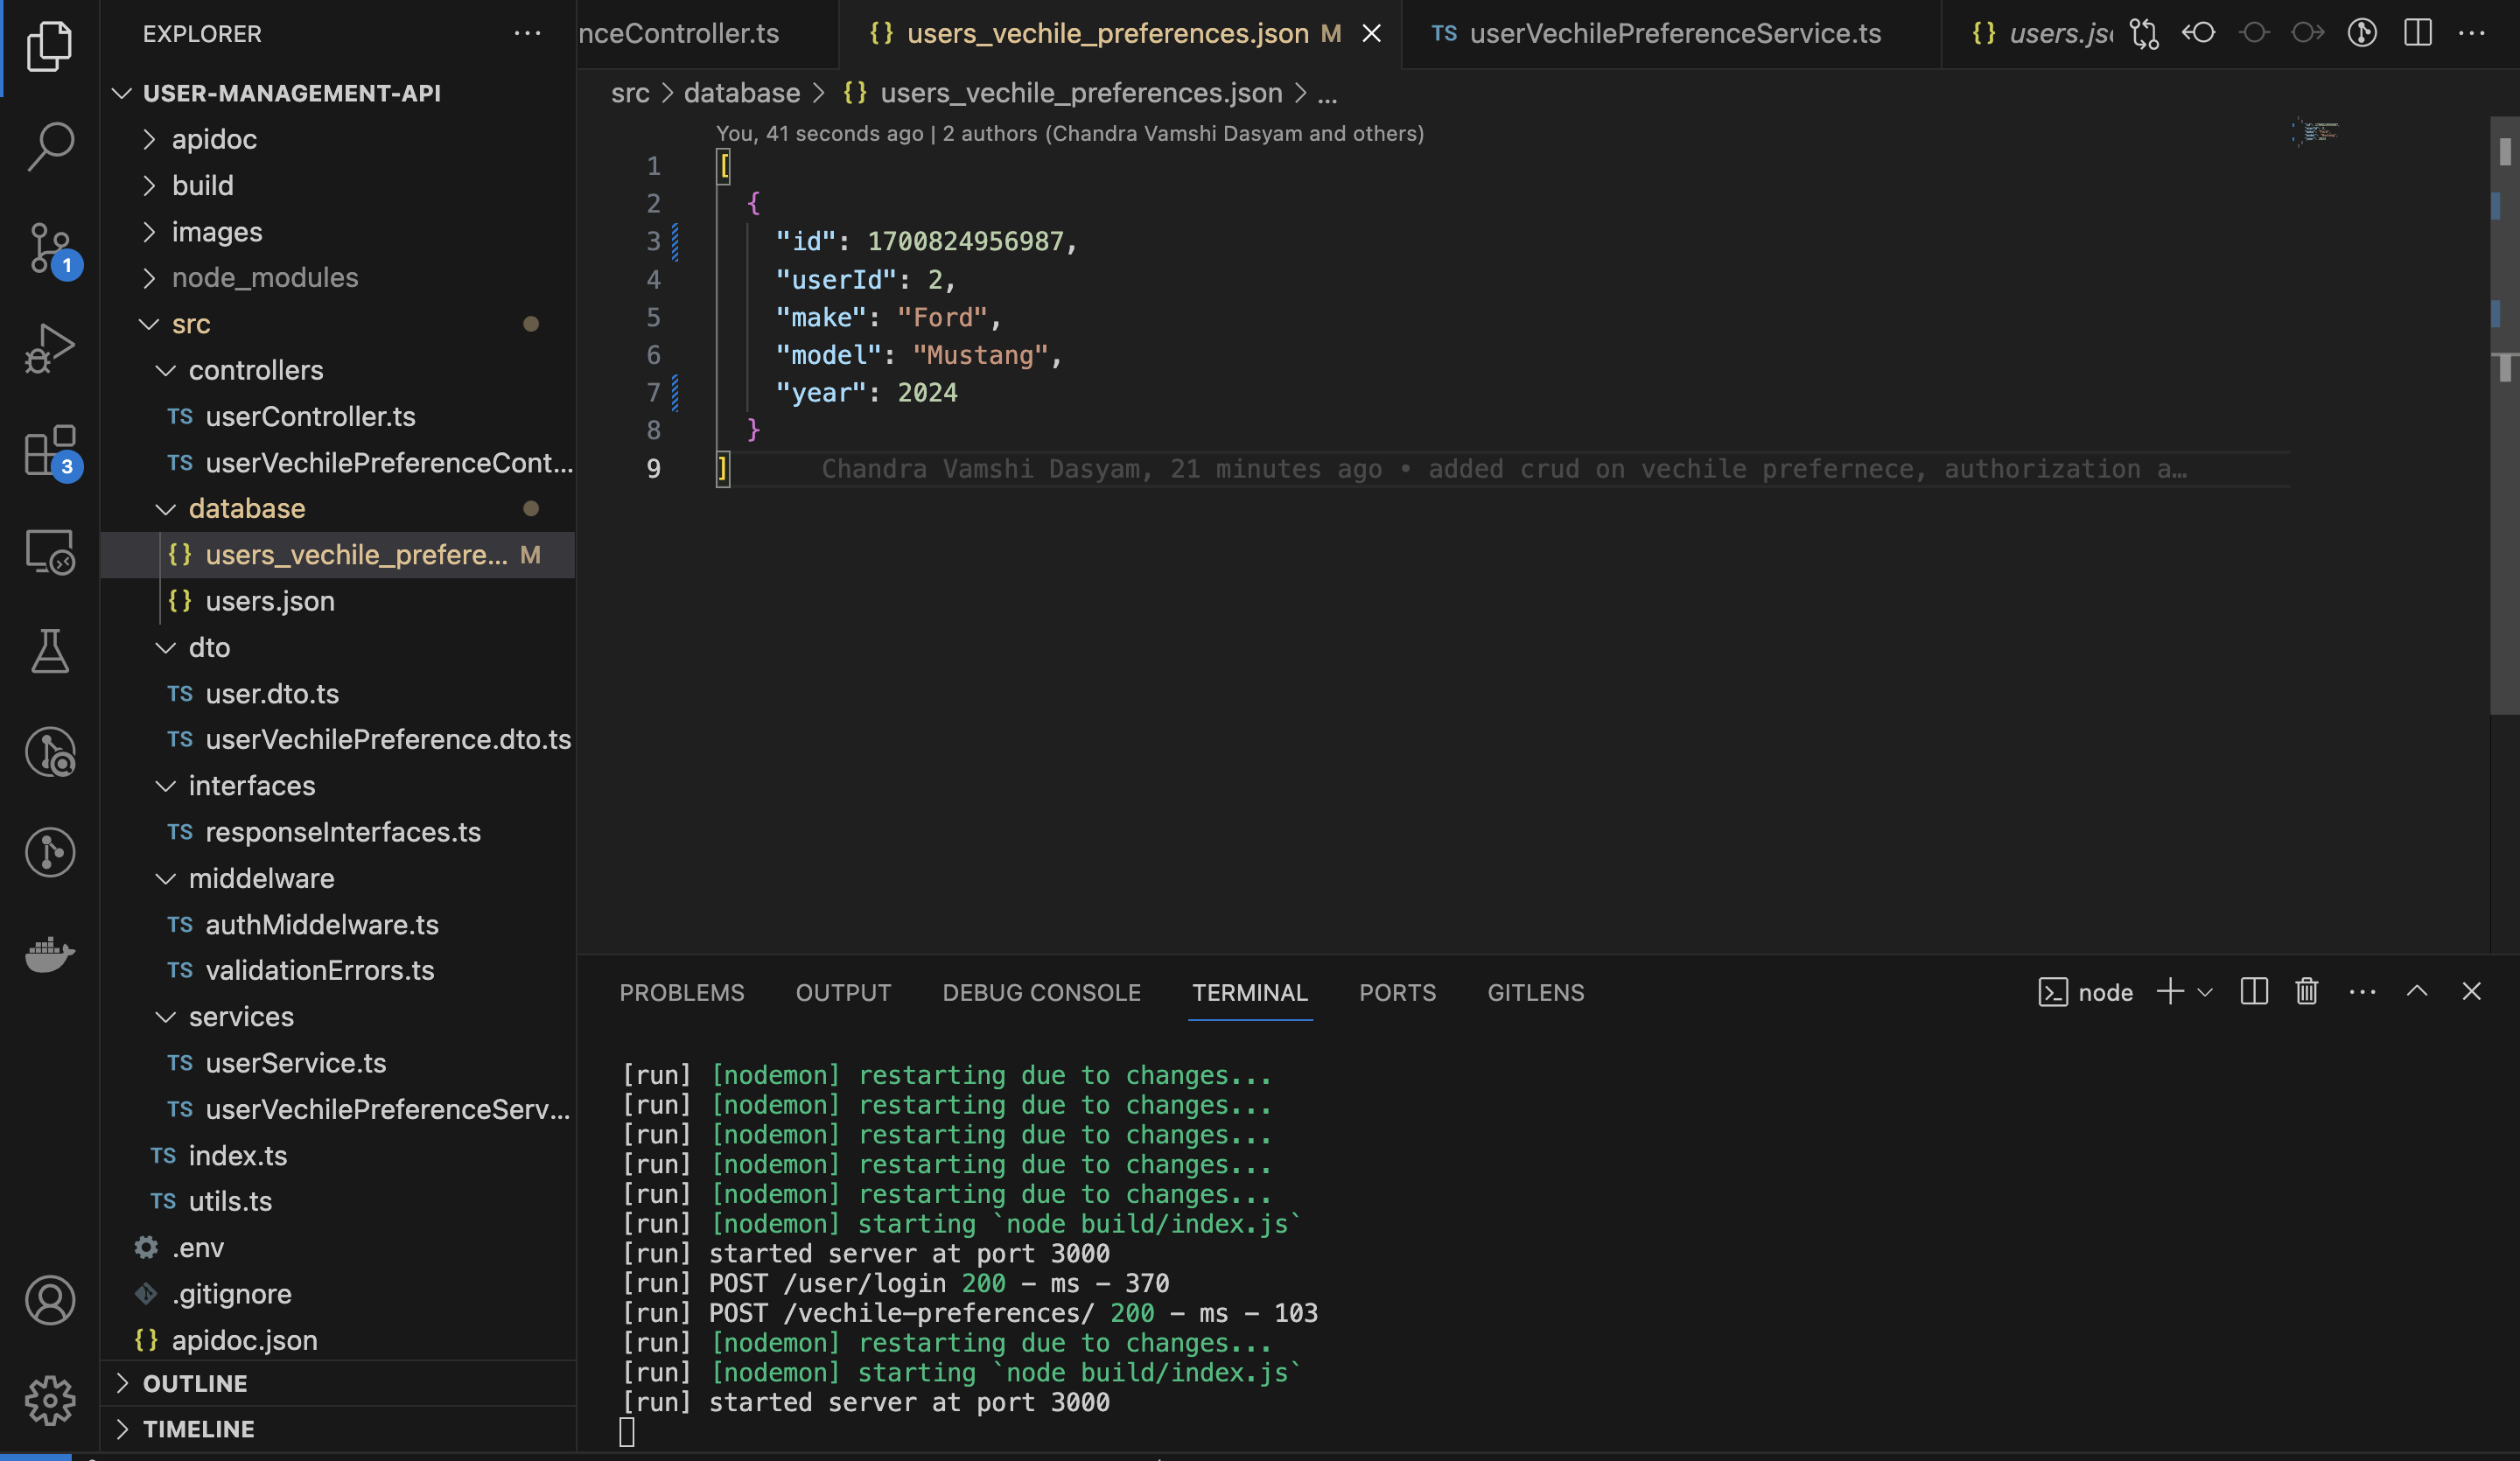 EXPLORER
USER-MANAGEMENT-API
apidoc
build
images
node_modules
src
controllers
TS userController.ts
TS userVechilePreferenceCont...
database
{} users_vechile_prefere... M
{} users.json
dto
TS user.dto.ts
TS userVechilePreference.dto.ts
interfaces
TS responseInterfaces.ts
middelware
TS authMiddelware.ts
TS validationErrors.ts
services
TS userService.ts
TS userVechilePreferenceServ...
TS index.ts
TS utils.ts
.env
.gitignore
{} apidoc.json
OUTLINE
TIMELINE
1
3
nceController.ts
{} users_vechile_preferences.json M
TS userVechilePreferenceService.ts
{} users.js
src > database > {} users_vechile_preferences.json > ...
You, 41 seconds ago | 2 authors (Chandra Vamshi Dasyam and others)
1 [
2 {
3 "id": 1700824956987,
4 "userId": 2,
5 "make": "Ford",
6 "model": "Mustang",
7 "year": 2024
8 }
9 ] Chandra Vamshi Dasyam, 21 minutes ago • added crud on vechile prefernece, authorization a…
PROBLEMS OUTPUT DEBUG CONSOLE TERMINAL PORTS GITLENS
node
[run] [nodemon] restarting due to changes...
[run] [nodemon] restarting due to changes...
[run] [nodemon] restarting due to changes...
[run] [nodemon] restarting due to changes...
[run] [nodemon] restarting due to changes...
[run] [nodemon] starting `node build/index.js`
[run] started server at port 3000
[run] POST /user/login 200 - ms - 370
[run] POST /vechile-preferences/ 200 - ms - 103
[run] [nodemon] restarting due to changes...
[run] [nodemon] starting `node build/index.js`
[run] started server at port 3000